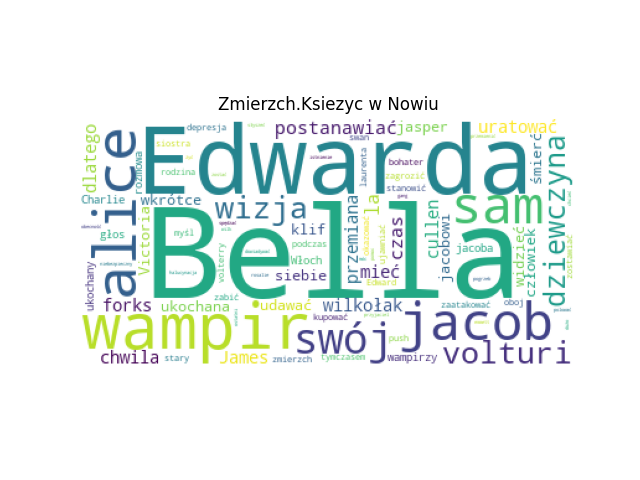 Zmierzch.Ksiezyc w Nowiu
depresja
postanawiać
jasper
uratować
dlatego
alice
Edwarda
siostra
rozmowa
swan
laurenta
bohater
śmierć
dziewczyna
rodzina
zagrozić
stanowić
Charlie
wkrótce
wizja
Bella
przemiana
la
sam
cullen
czas
jacobowi
jacoba
widzieć
człowiek
głos
Victoria
myśl
klif
podczas
ujawniać
volterry
Włoch
siebie
mieć
Edward
ukochany
zabić
forks
ukochana
udawać
wilkołak
zaatakować
oboj
kupować
wampir
swój
jacob
push
volturi
chwila
stary
James
zmierzch
tymczasem
wampirzy